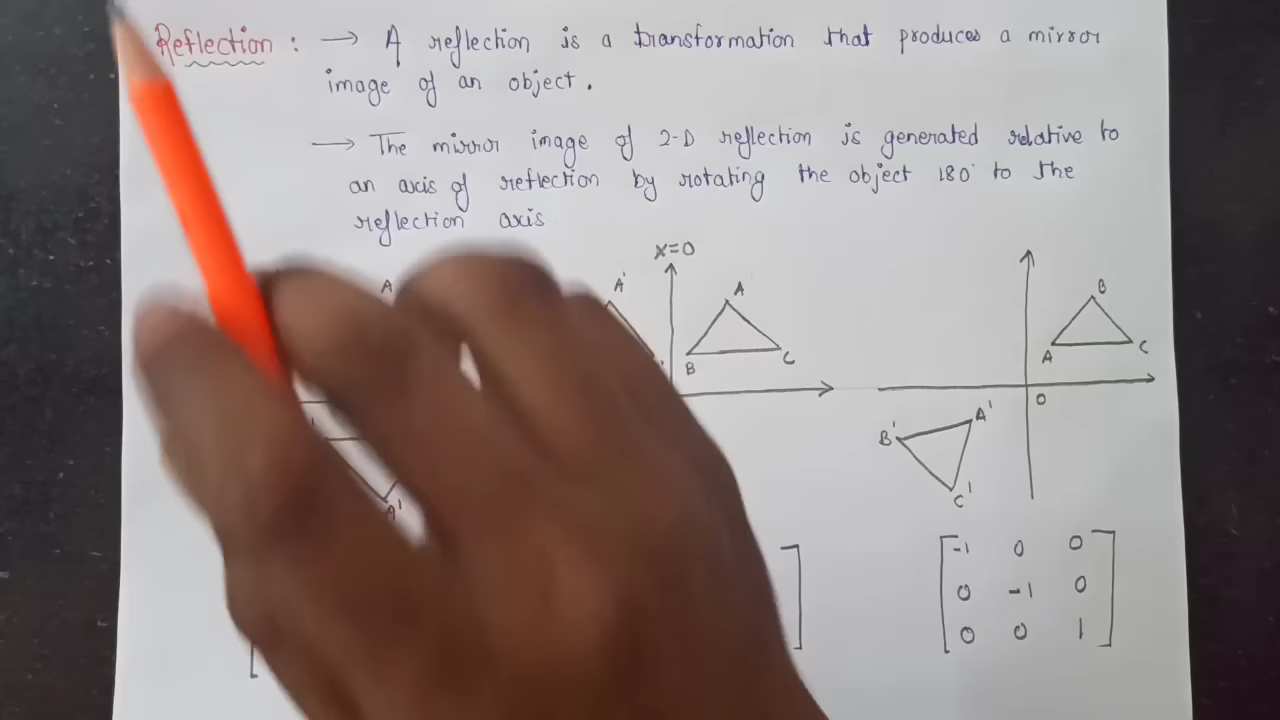 Reflection : → A reflection is a transformation that produces a mirror
image of an object.
→ The mirror image of 2-D reflection is generated relative to
an axis of reflection by rotating the object 180° to the
reflection axis
A
A'
X=0
A
B
C
A'
B
A
C
O
A'
B'
C'
-1 0 0
0 -1 0
0 0 1